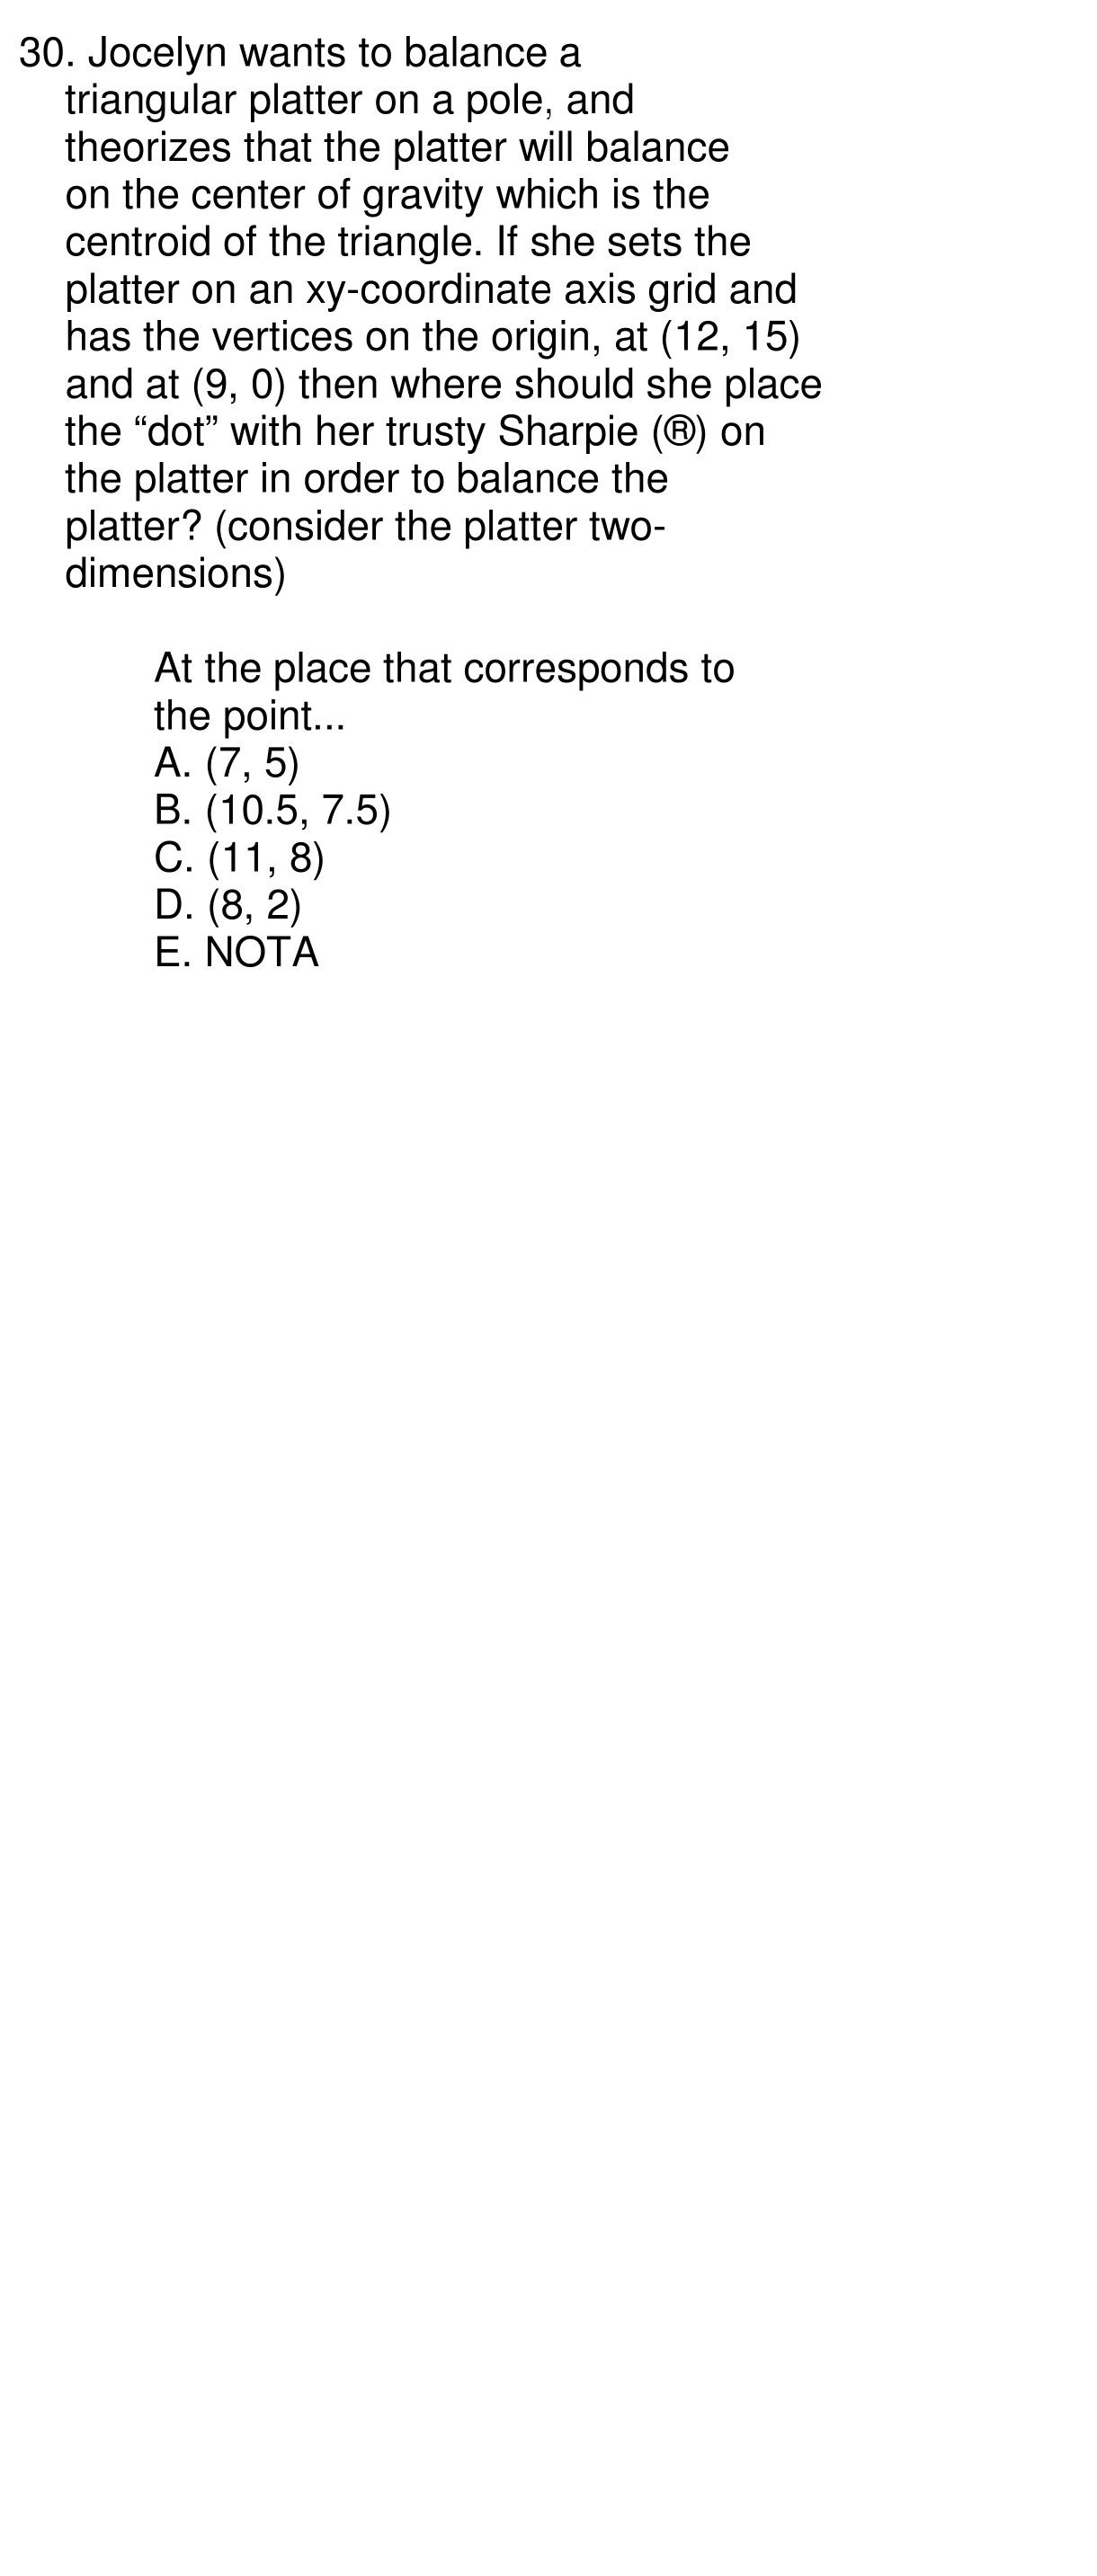 30. Jocelyn wants to balance a
triangular platter on a pole, and
theorizes that the platter will balance
on the center of gravity which is the
centroid of the triangle. If she sets the
platter on an xy-coordinate axis grid and
has the vertices on the origin, at (12, 15)
and at (9, 0) then where should she place
the “dot” with her trusty Sharpie (®) on
the platter in order to balance the
platter? (consider the platter two-
dimensions)
At the place that corresponds to
the point...
A. (7, 5)
B. (10.5, 7.5)
C. (11, 8)
D. (8, 2)
E. NOTA